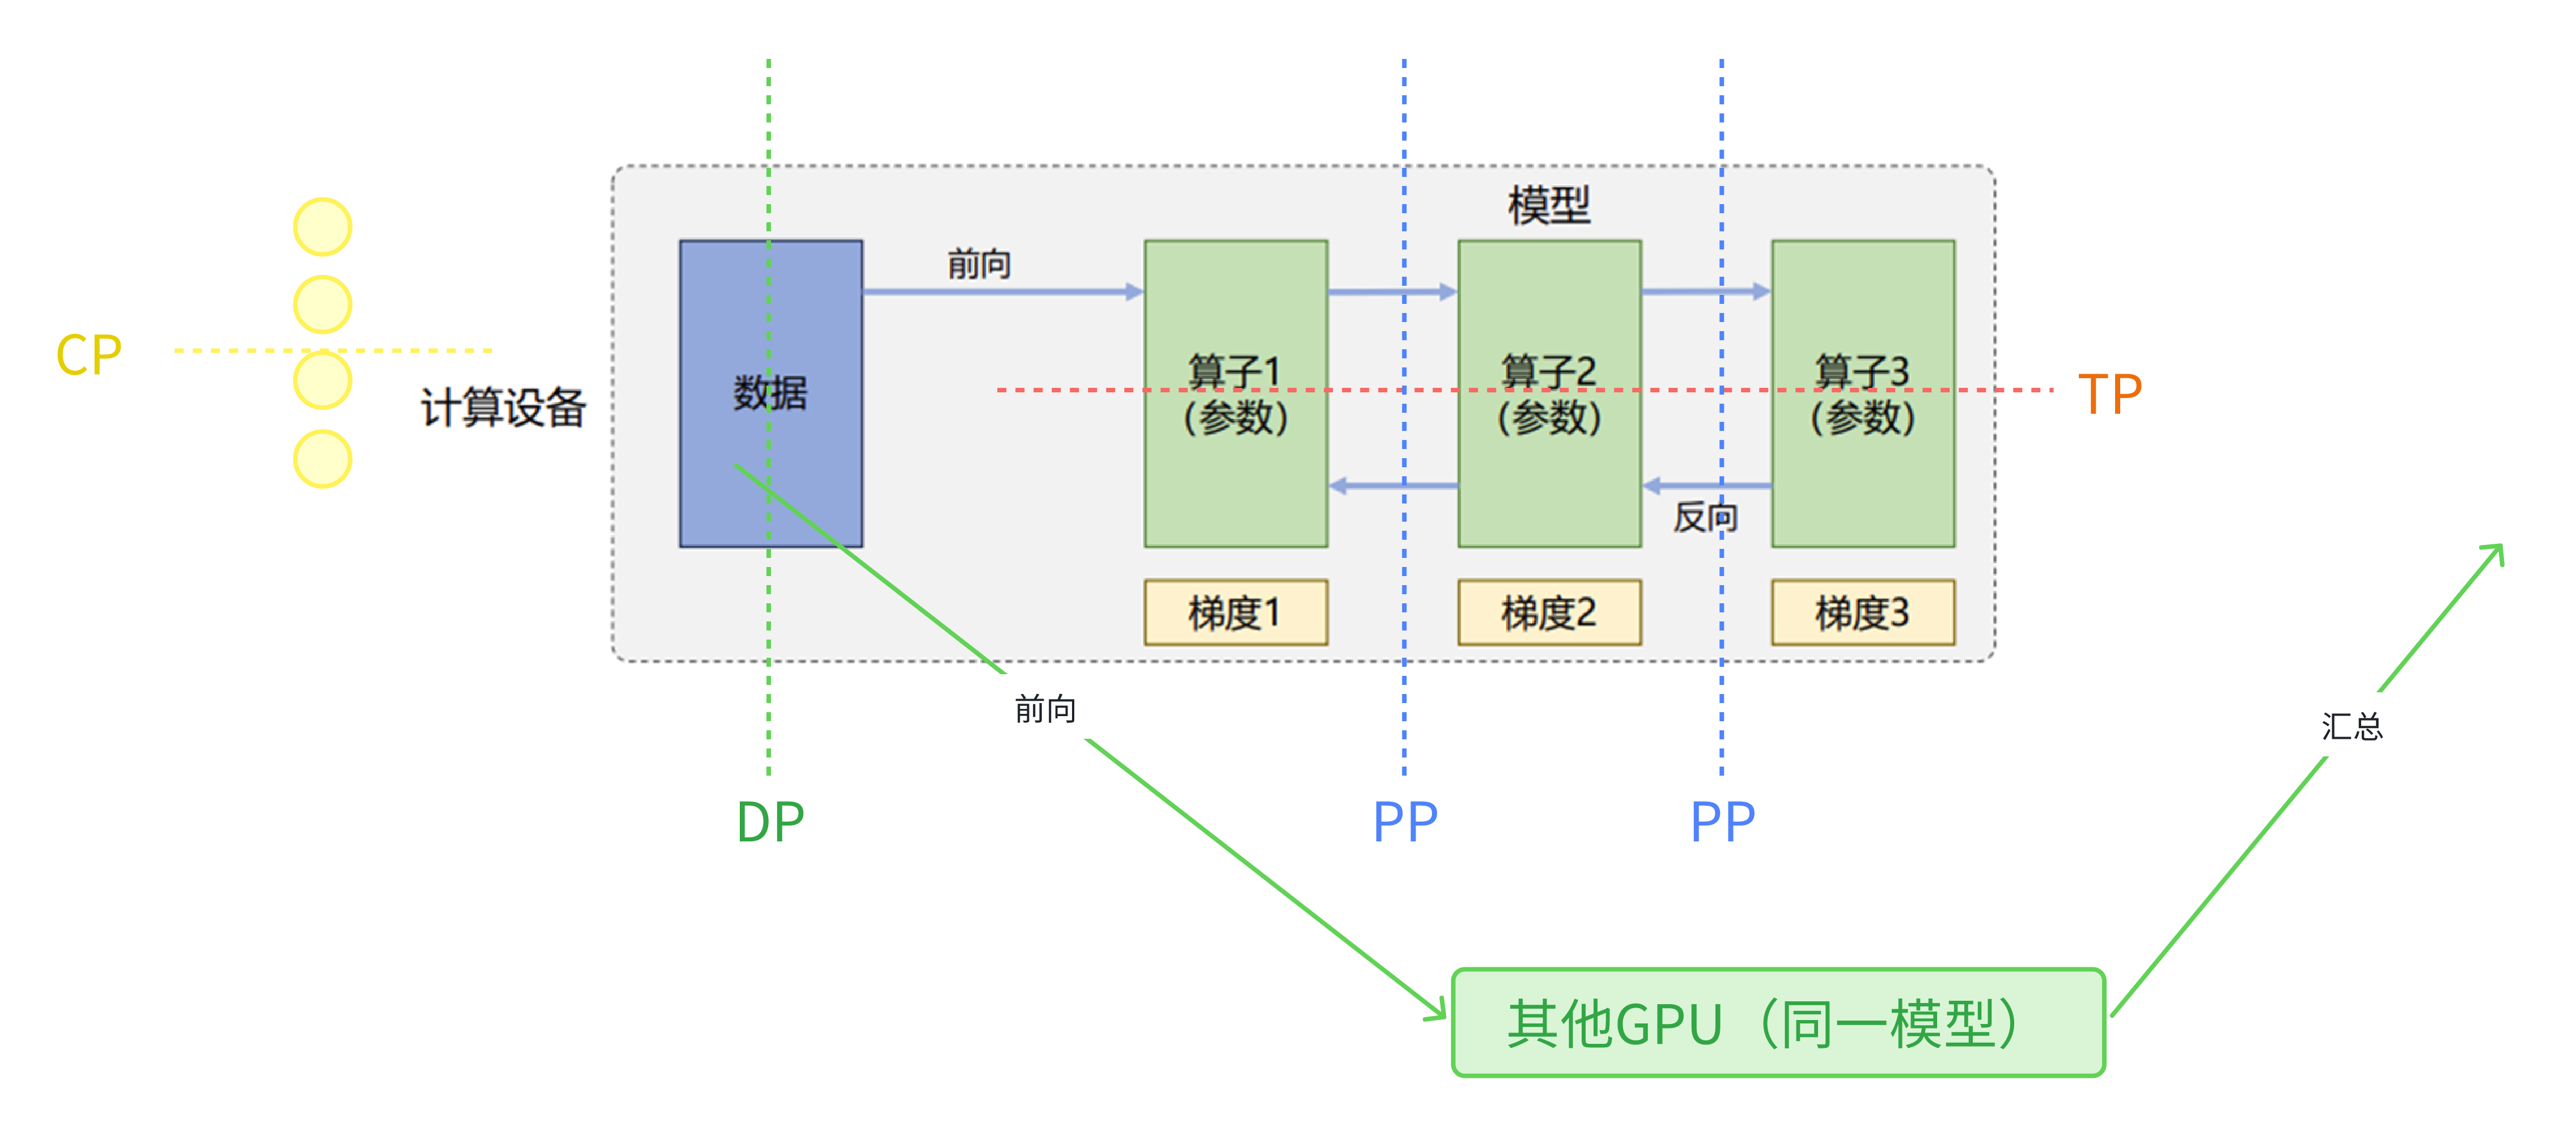 模型
前向
CP
计算设备
数据
算子1
(参数)
算子2
(参数)
算子3
(参数)
TP
反向
梯度1
梯度2
梯度3
前向
汇总
DP
PP
PP
其他GPU（同一模型）